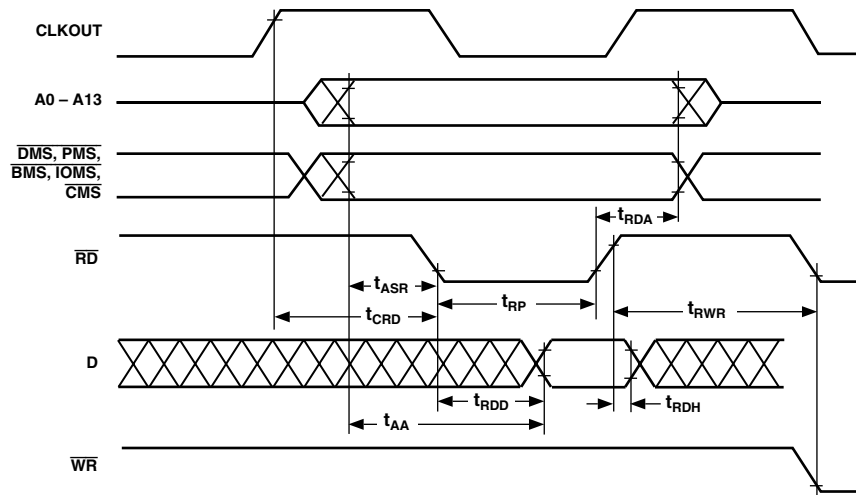 CLKOUT
A0 – A13
DMS, PMS,
BMS, IOMS,
CMS
tRDA
RD
tASR
tRP
tCRD
tRWR
D
tRDD
tRDH
tAA
WR